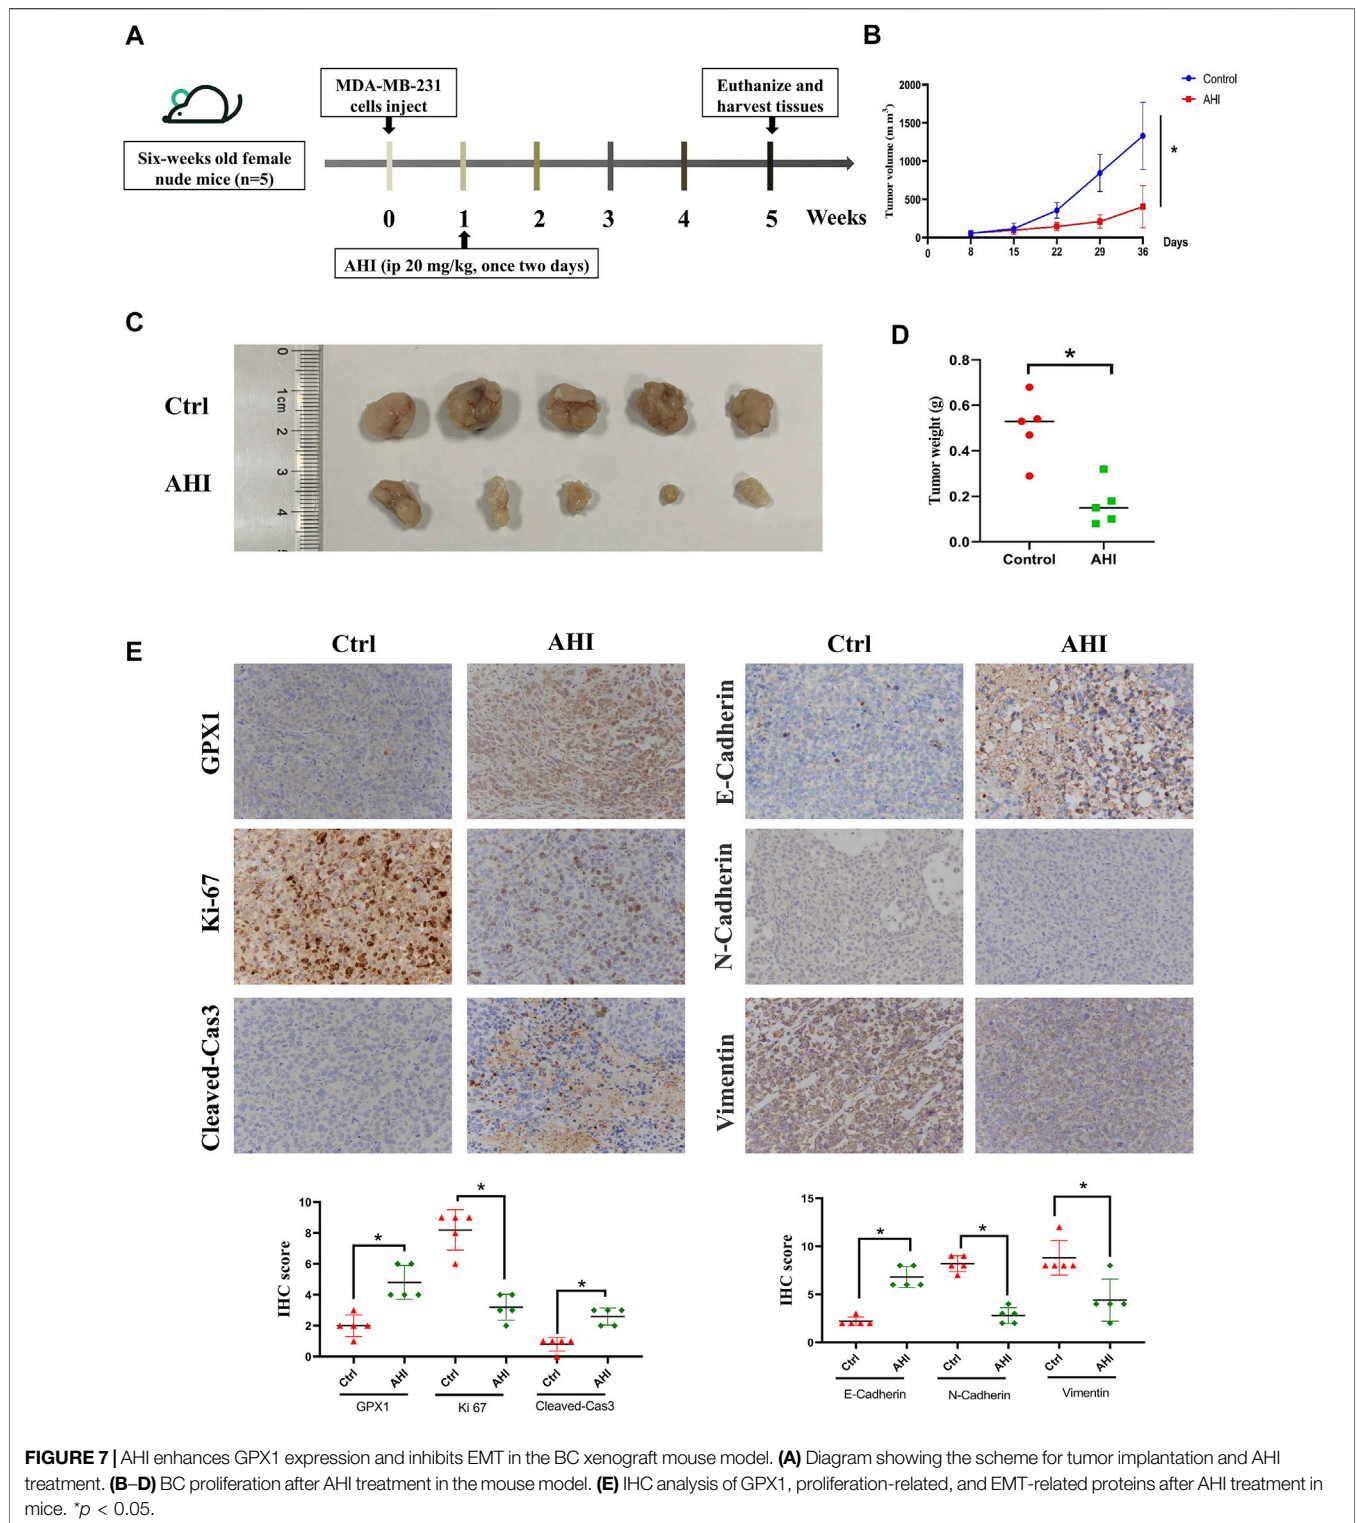 A
MDA-MB-231
cells inject
Euthanize and
harvest tissues
Six-weeks old female
nude mice (n=5)
0 1 2 3 4 5 Weeks
AHI (ip 20 mg/kg, once two days)
B
Control
AHI
Tumor volume (m m³)
2000
1500
1000
500
0
*
0 8 15 22 29 36 Days
C
Ctrl
AHI
0
1cm
2
3
4
D
*
Tumor weight (g)
0.8
0.6
0.4
0.2
0.0
Control AHI
E
Ctrl AHI Ctrl AHI
GPX1 E-Cadherin
Ki-67 N-Cadherin
Cleaved-Cas3 Vimentin
IHC score
10
8
6
4
2
0
* * *
Ctrl AHI Ctrl AHI Ctrl AHI
GPX1 Ki 67 Cleaved-Cas3
IHC score
15
10
5
0
* * *
Ctrl AHI Ctrl AHI Ctrl AHI
E-Cadherin N-Cadherin Vimentin
FIGURE 7 | AHI enhances GPX1 expression and inhibits EMT in the BC xenograft mouse model. (A) Diagram showing the scheme for tumor implantation and AHI
treatment. (B–D) BC proliferation after AHI treatment in the mouse model. (E) IHC analysis of GPX1, proliferation-related, and EMT-related proteins after AHI treatment in
mice. *p < 0.05.